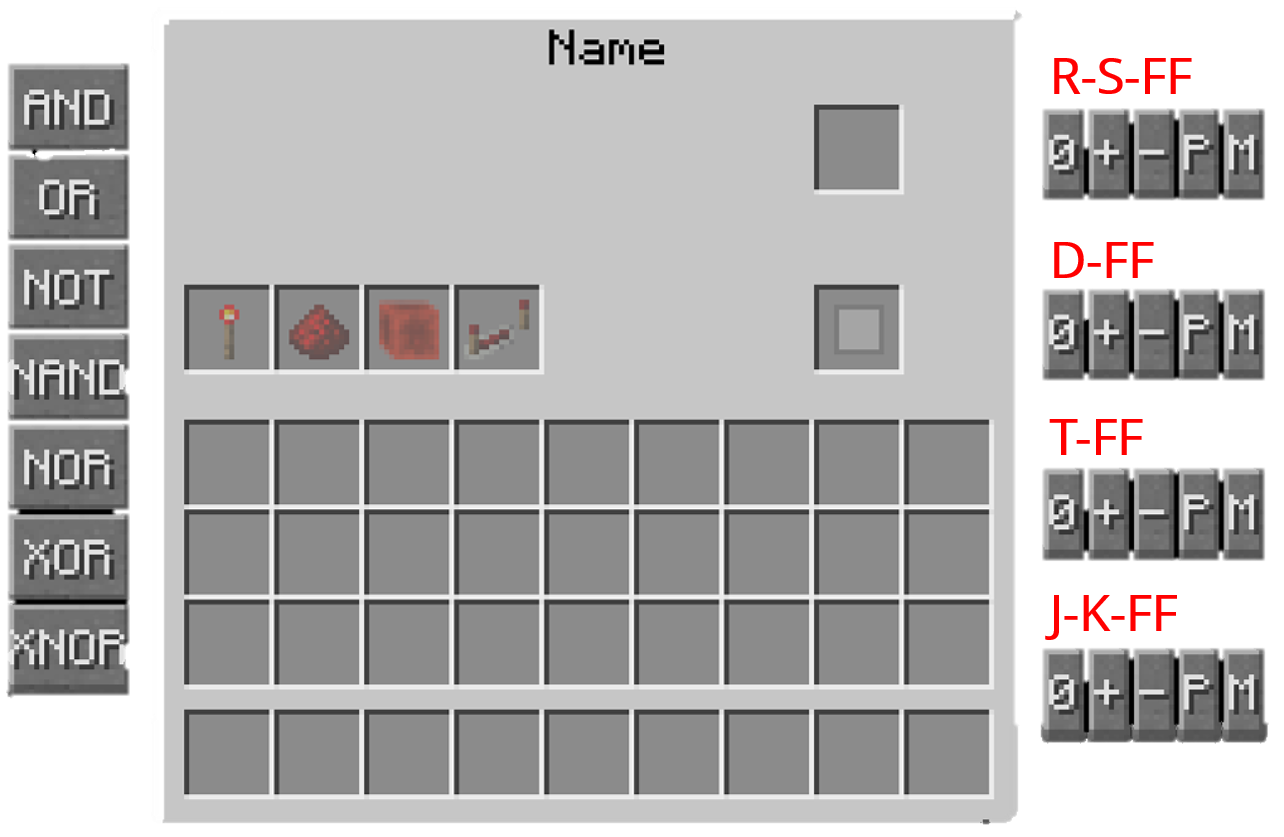 Name
AND
OR
NOT
NAND
NOR
XOR
XNOR
R-S-FF
0 + - P M
D-FF
0 + - P M
T-FF
0 + - P M
J-K-FF
0 + - P M